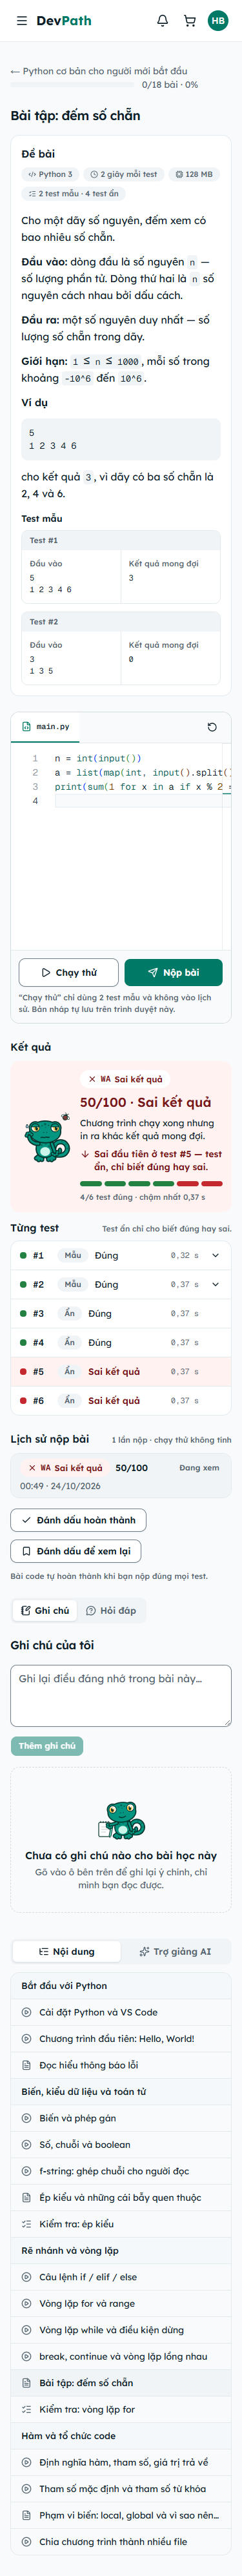 DevPath
HB
← Python cơ bản cho người mới bắt đầu
0/18 bài · 0%
Bài tập: đếm số chẵn
Đề bài
Python 3
2 giây mỗi test
128 MB
2 test mẫu · 4 test ẩn
Cho một dãy số nguyên, đếm xem có
bao nhiêu số chẵn.
Đầu vào: dòng đầu là số nguyên n —
số lượng phần tử. Dòng thứ hai là n số
nguyên cách nhau bởi dấu cách.
Đầu ra: một số nguyên duy nhất — số
lượng số chẵn trong dãy.
Giới hạn: 1 ≤ n ≤ 1000, mỗi số trong
khoảng -10^6 đến 10^6.
Ví dụ
5
1 2 3 4 6
cho kết quả 3, vì dãy có ba số chẵn là
2, 4 và 6.
Test mẫu
Test #1
Đầu vào
Kết quả mong đợi
5
1 2 3 4 6
3
Test #2
Đầu vào
Kết quả mong đợi
3
1 3 5
0
main.py
1 n = int(input())
2 a = list(map(int, input().split()
3 print(sum(1 for x in a if x % 2 =
4
Chạy thử
Nộp bài
“Chạy thử” chỉ dùng 2 test mẫu và không vào lịch
sử. Bản nháp tự lưu trên trình duyệt này.
Kết quả
WA Sai kết quả
50/100 · Sai kết quả
Chương trình chạy xong nhưng
in ra khác kết quả mong đợi.
Sai đầu tiên ở test #5 — test
ẩn, chỉ biết đúng hay sai.
4/6 test đúng · chậm nhất 0,37 s
Từng test
Test ẩn chỉ cho biết đúng hay sai.
#1 Mẫu Đúng 0,32 s
#2 Mẫu Đúng 0,37 s
#3 Ẩn Đúng 0,37 s
#4 Ẩn Đúng 0,37 s
#5 Ẩn Sai kết quả 0,37 s
#6 Ẩn Sai kết quả 0,37 s
Lịch sử nộp bài
1 lần nộp · chạy thử không tính
WA Sai kết quả 50/100 Đang xem
00:49 · 24/10/2026
Đánh dấu hoàn thành
Đánh dấu để xem lại
Bài code tự hoàn thành khi bạn nộp đúng mọi test.
Ghi chú
Hỏi đáp
Ghi chú của tôi
Ghi lại điều đáng nhớ trong bài này...
Thêm ghi chú
Chưa có ghi chú nào cho bài học này
Gõ vào ô bên trên để ghi lại ý chính, chỉ
mình bạn đọc được.
Nội dung
Trợ giảng AI
Bắt đầu với Python
Cài đặt Python và VS Code
Chương trình đầu tiên: Hello, World!
Đọc hiểu thông báo lỗi
Biến, kiểu dữ liệu và toán tử
Biến và phép gán
Số, chuỗi và boolean
f-string: ghép chuỗi cho người đọc
Ép kiểu và những cái bẫy quen thuộc
Kiểm tra: ép kiểu
Rẽ nhánh và vòng lặp
Câu lệnh if / elif / else
Vòng lặp for và range
Vòng lặp while và điều kiện dừng
break, continue và vòng lặp lồng nhau
Bài tập: đếm số chẵn
Kiểm tra: vòng lặp for
Hàm và tổ chức code
Định nghĩa hàm, tham số, giá trị trả về
Tham số mặc định và tham số từ khóa
Phạm vi biến: local, global và vì sao nên...
Chia chương trình thành nhiều file